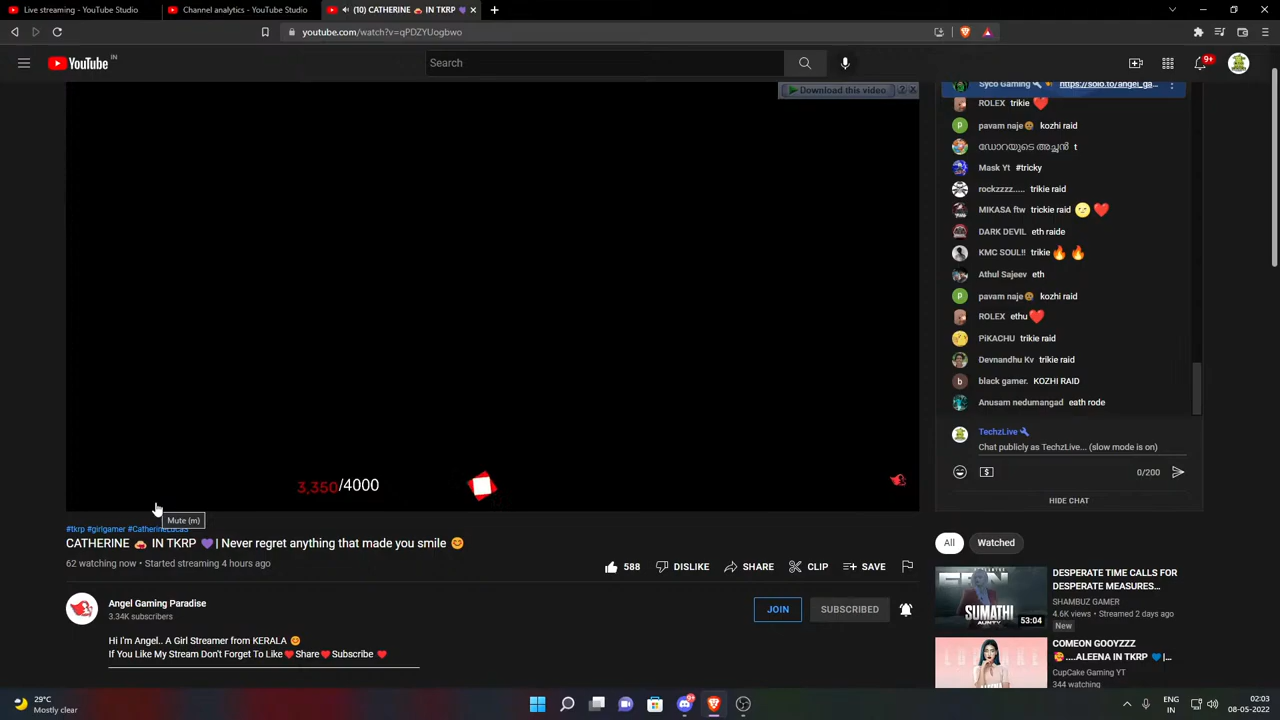 Live streaming - YouTube Studio
Channel analytics - YouTube Studio
(10) CATHERINE 🍝 IN TKRP 💜
youtube.com/watch?v=qPDZYUogbwo
YouTube IN
Search
9+
Download this video
?
3,350/4000
Mute (m)
#tkrp #girlgamer #CatherineLucaS
CATHERINE 🍝 IN TKRP 💜| Never regret anything that made you smile 😊
62 watching now • Started streaming 4 hours ago
588
DISLIKE
SHARE
CLIP
SAVE
Angel Gaming Paradise
3.34K subscribers
JOIN
SUBSCRIBED
Hi I'm Angel.. A Girl Streamer from KERALA 😊
If You Like My Stream Don't Forget To Like❤Share❤Subscribe ❤
Syco Gaming https://solo.to/angel_ga...
ROLEX trikie ❤
pavam naje kozhi raid
ഡോറയുടെ അച്ഛൻ t
Mask Yt #tricky
rockzzzz..... trikie raid
MIKASA ftw trickie raid 🌝❤
DARK DEVIL eth raide
KMC SOUL!! trikie 🔥 🔥
Athul Sajeev eth
pavam naje kozhi raid
ROLEX ethu❤
PiKACHU trikie raid
Devnandhu Kv trikie raid
black gamer. KOZHI RAID
Anusam nedumangad eath rode
TechzLive
Chat publicly as TechzLive... (slow mode is on)
0/200
HIDE CHAT
All
Watched
SUMATHI
AUNTY
53:04
DESPERATE TIME CALLS FOR
DESPERATE MEASURES...
SHAMBUZ GAMER
4.6K views • Streamed 2 days ago
New
COMEON GOOYZZZ
🥰....ALEENA IN TKRP 💙|...
CupCake Gaming YT
344 watching
29°C
Mostly clear
9+
ENG
IN
02:03
08-05-2022